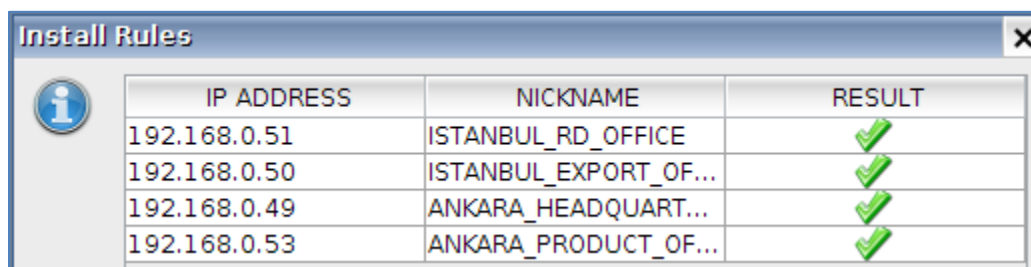 Install Rules
IP ADDRESS NICKNAME RESULT
192.168.0.51 ISTANBUL_RD_OFFICE
192.168.0.50 ISTANBUL_EXPORT_OF...
192.168.0.49 ANKARA_HEADQUART...
192.168.0.53 ANKARA_PRODUCT_OF...